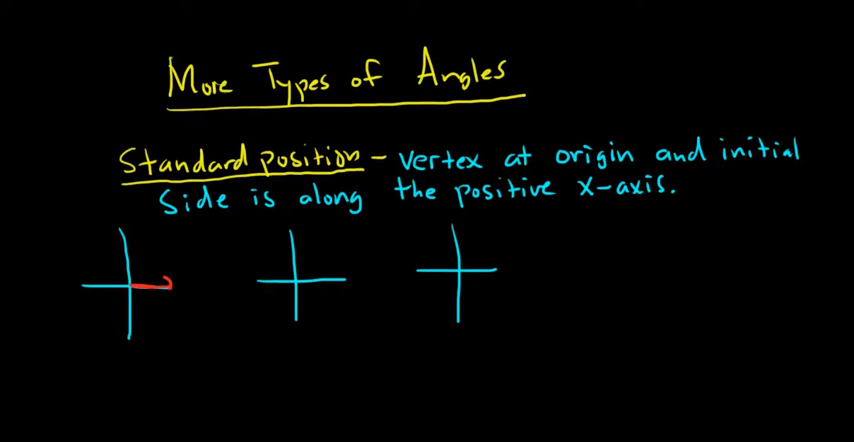 More Types of Angles
Standard position - vertex at origin and initial
side is along the positive x-axis.